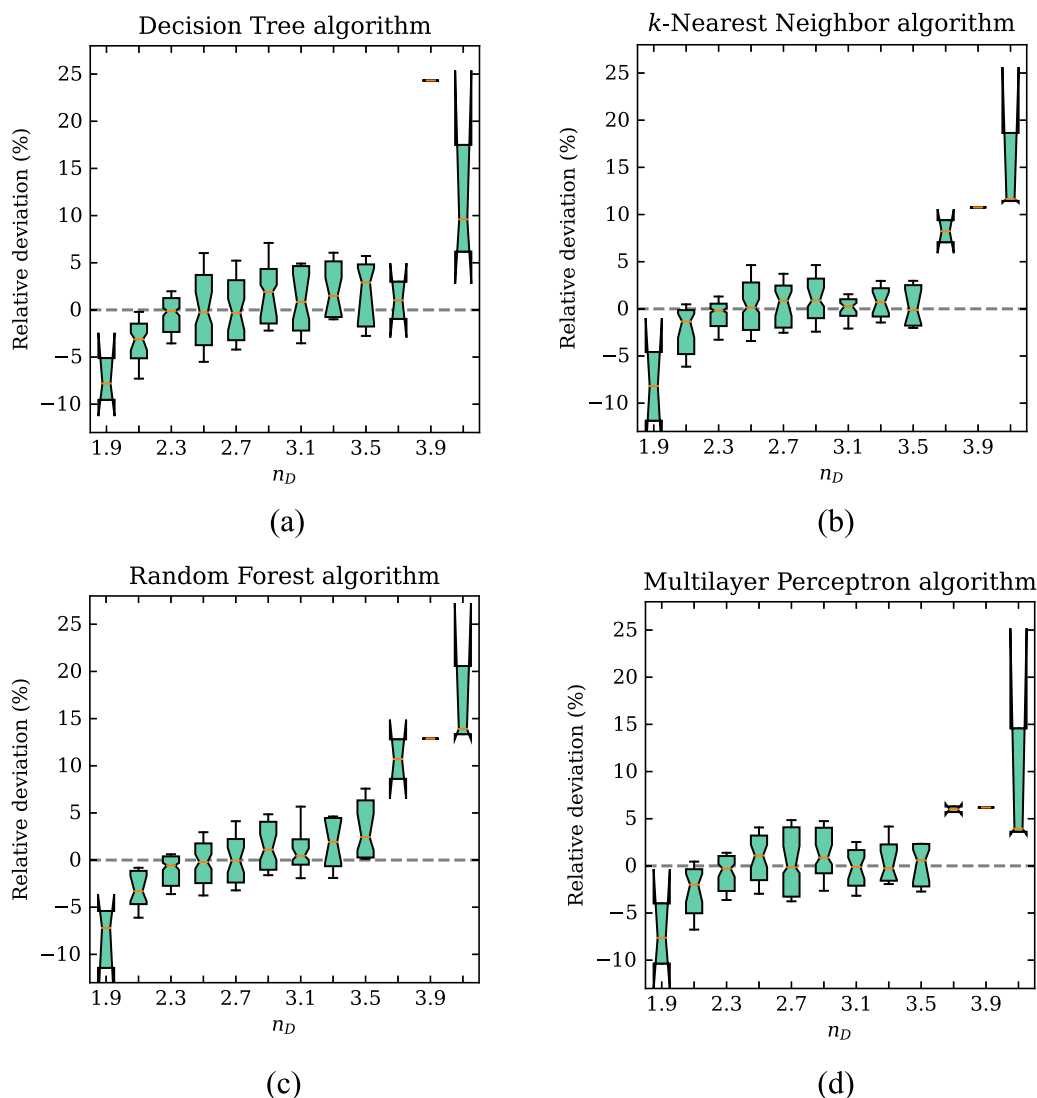 Decision Tree algorithm
Relative deviation (%)
25
20
15
10
5
0
−5
−10
1.9 2.3 2.7 3.1 3.5 3.9
n_D
(a)
k-Nearest Neighbor algorithm
Relative deviation (%)
25
20
15
10
5
0
−5
−10
1.9 2.3 2.7 3.1 3.5 3.9
n_D
(b)
Random Forest algorithm
Relative deviation (%)
25
20
15
10
5
0
−5
−10
1.9 2.3 2.7 3.1 3.5 3.9
n_D
(c)
Multilayer Perceptron algorithm
Relative deviation (%)
25
20
15
10
5
0
−5
−10
1.9 2.3 2.7 3.1 3.5 3.9
n_D
(d)